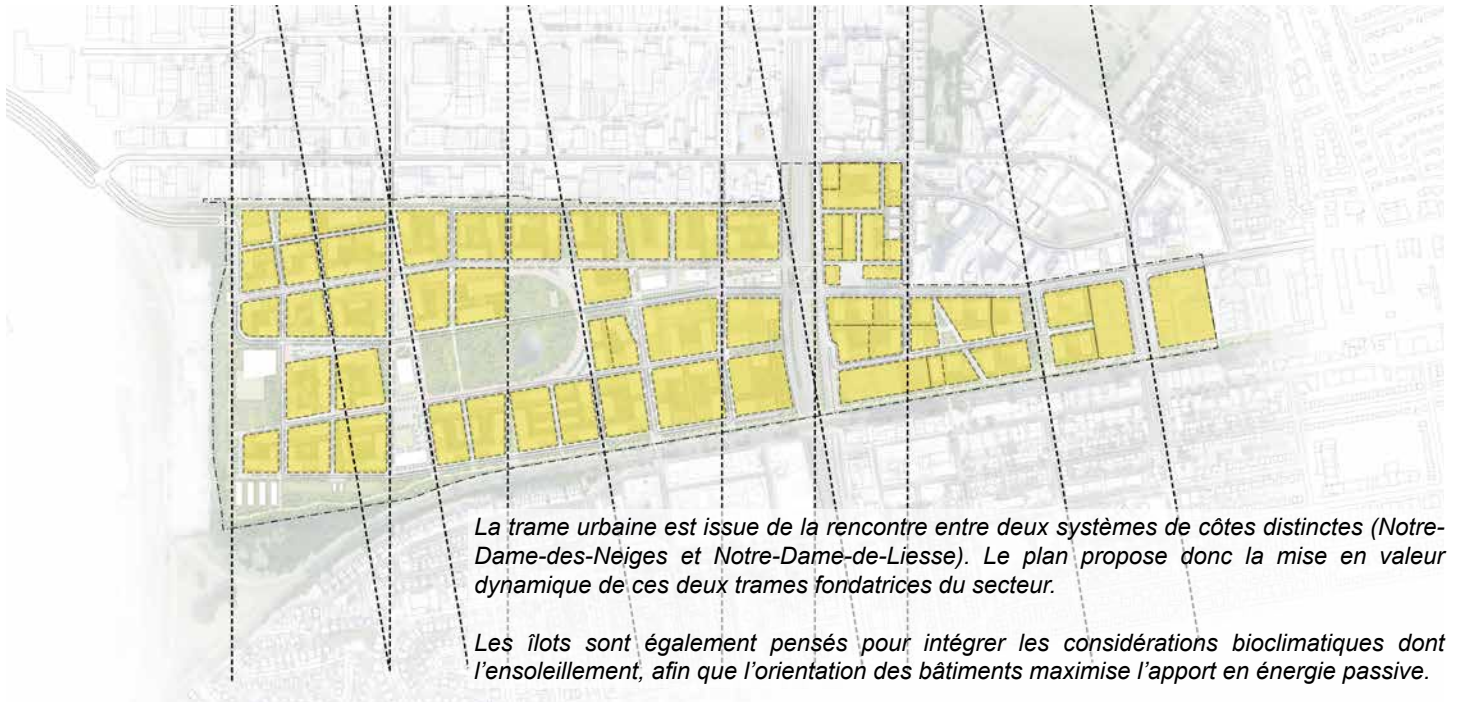 La trame urbaine est issue de la rencontre entre deux systèmes de côtes distinctes (Notre-
Dame-des-Neiges et Notre-Dame-de-Liesse). Le plan propose donc la mise en valeur
dynamique de ces deux trames fondatrices du secteur.
Les îlots sont également pensés pour intégrer les considérations bioclimatiques dont
l’ensoleillement, afin que l’orientation des bâtiments maximise l’apport en énergie passive.